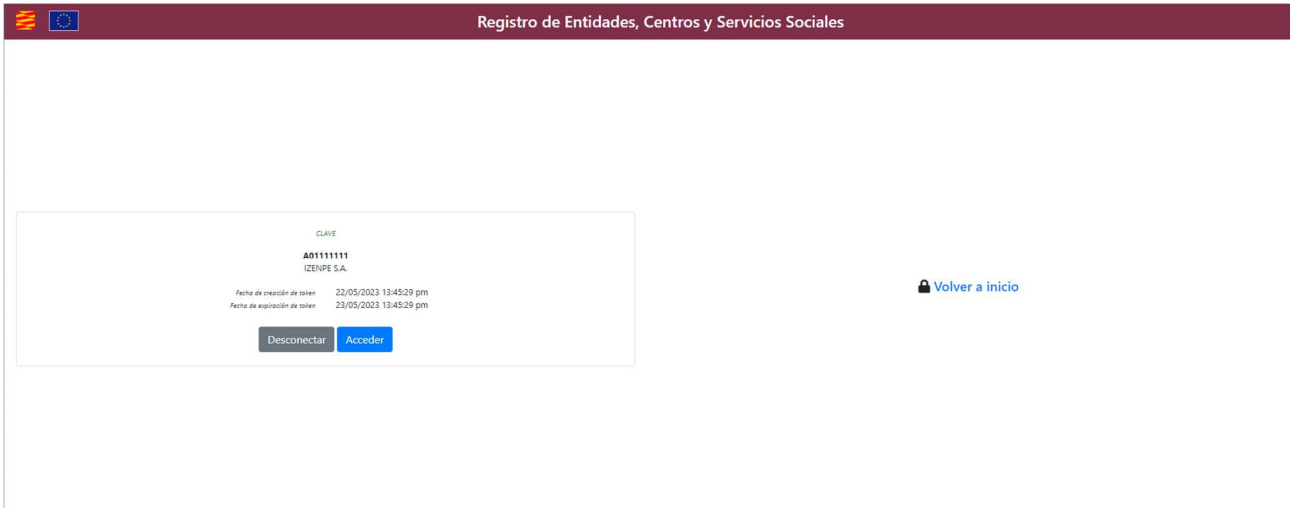 Registro de Entidades, Centros y Servicios Sociales
CLAVE
A01111111
IZENPE S.A.
Fecha de creación de token 22/05/2023 13:45:29 pm
Fecha de expiración de token 23/05/2023 13:45:29 pm
Desconectar Acceder
Volver a inicio